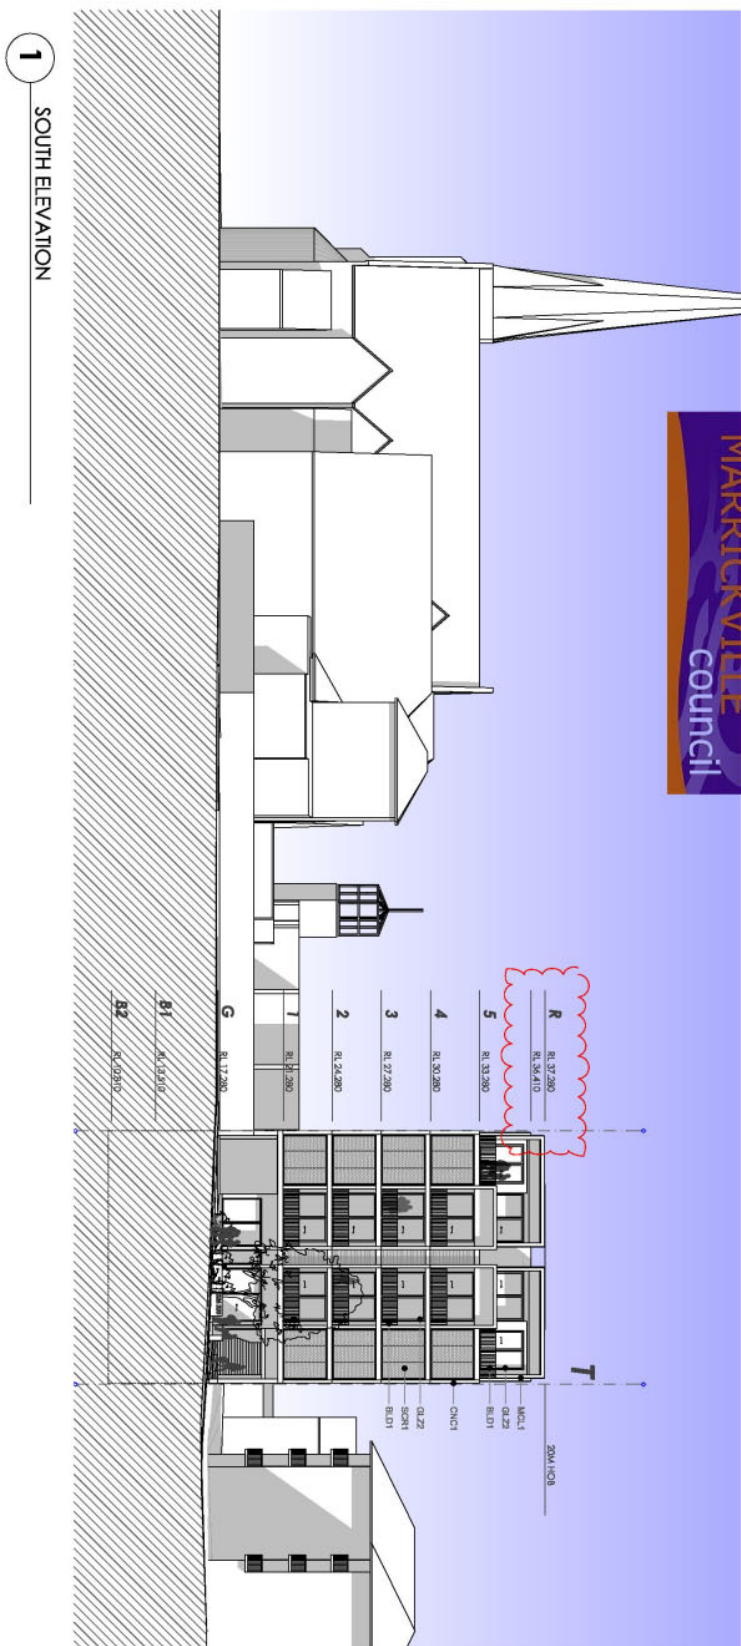 1
SOUTH ELEVATION
MARRICKVILLE
council
R RL 37.280
RL 36.410
5 RL 33.280
4 RL 30.280
3 RL 27.280
2 RL 24.280
1 RL 21.280
G RL 17.280
B1 RL 13.510
B2 RL 10.810
T
20M HOB
MCL1
GLZ2
BLD1
CNC1
GLZ2
SCR1
BLD1